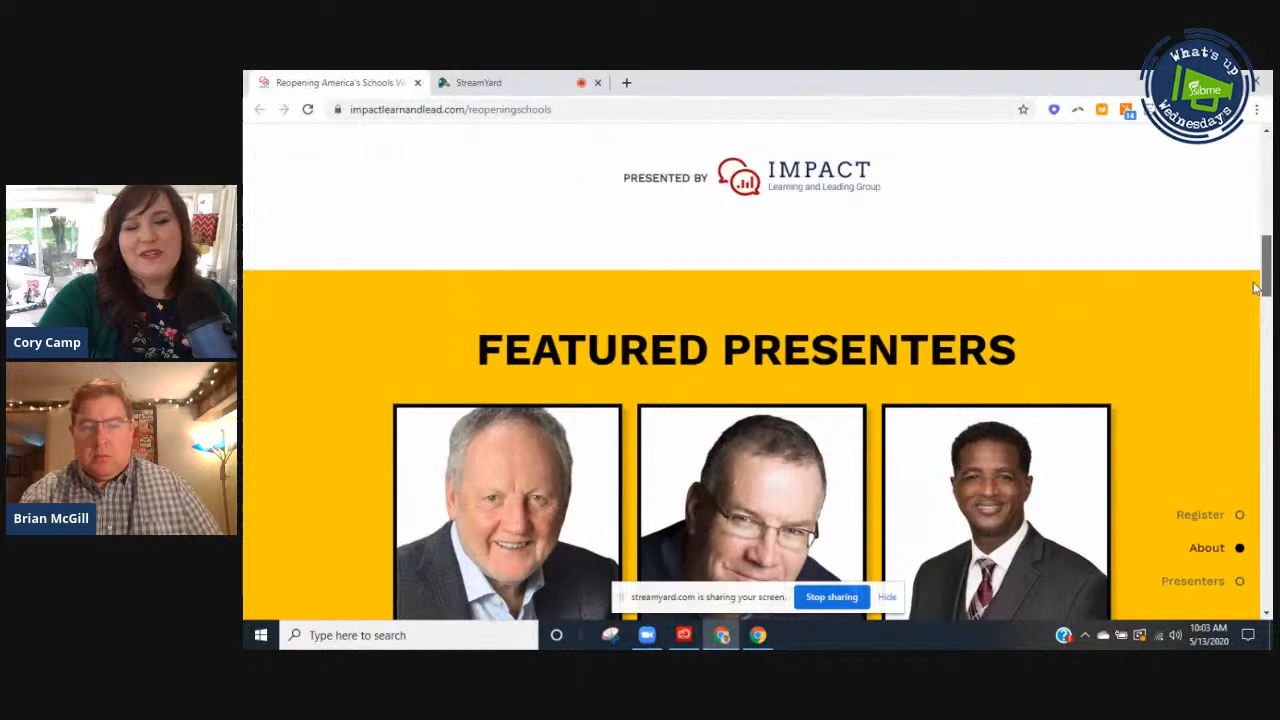 What's up
sibme
Wednesdays
Reopening America's Schools Vi
StreamYard
impactlearnandlead.com/reopeningschools
14
PRESENTED BY
IMPACT
Learning and Leading Group
FEATURED PRESENTERS
Cory Camp
Brian McGill
Register
About
Presenters
streamyard.com is sharing your screen.
Stop sharing
Hide
Type here to search
10:03 AM
5/13/2020